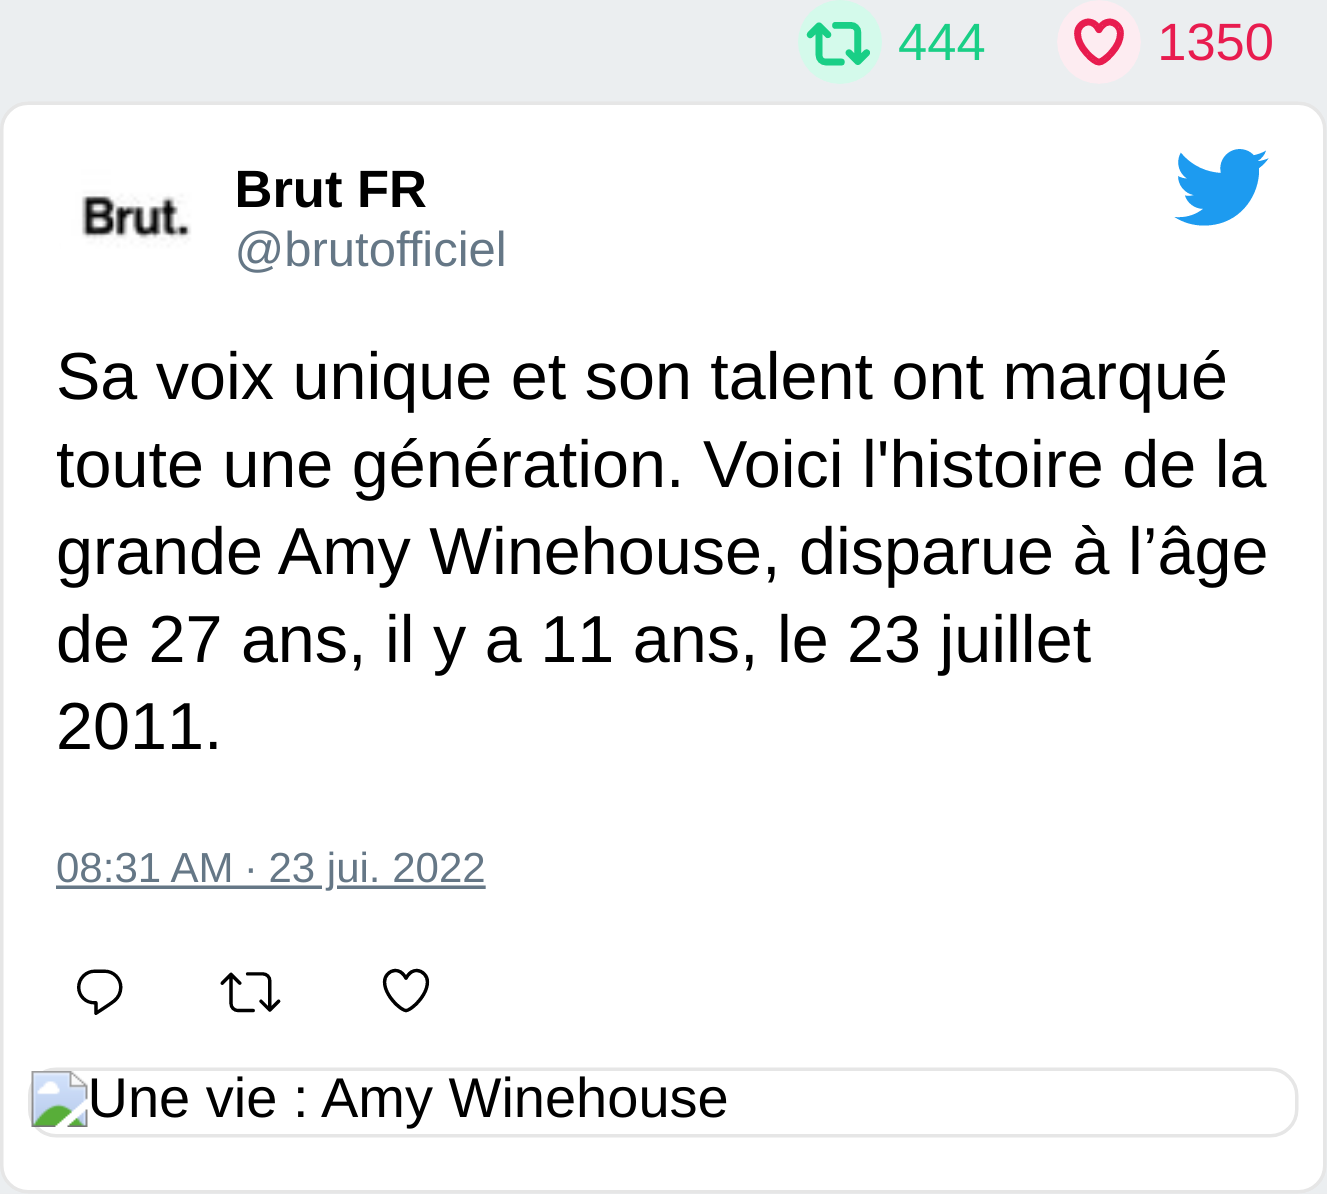 444 1350
Brut. Brut FR
@brutofficiel
Sa voix unique et son talent ont marqué
toute une génération. Voici l'histoire de la
grande Amy Winehouse, disparue à l’âge
de 27 ans, il y a 11 ans, le 23 juillet
2011.
08:31 AM · 23 jui. 2022
Une vie : Amy Winehouse